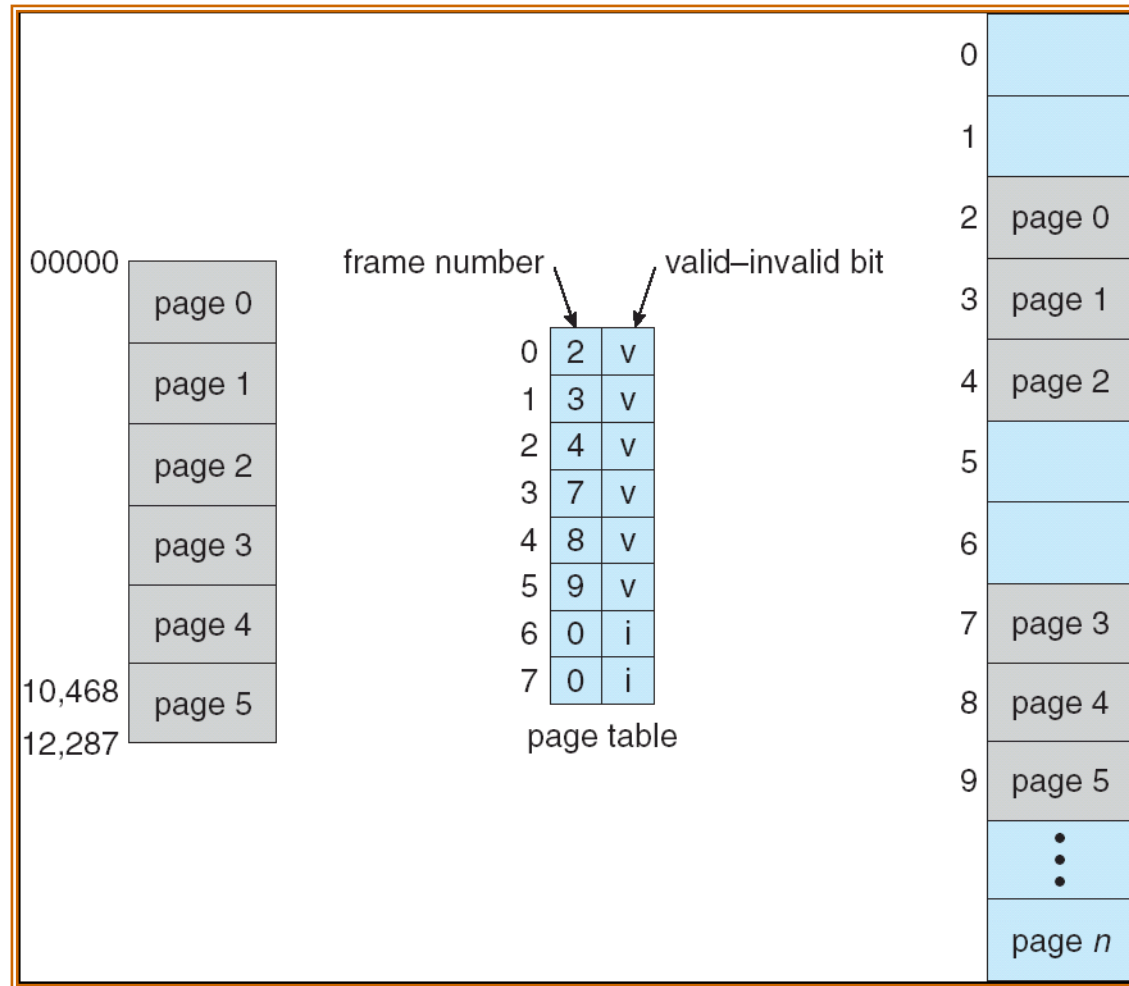 00000
page 0
page 1
page 2
page 3
page 4
10,468
page 5
12,287
frame number
valid–invalid bit
0 2 v
1 3 v
2 4 v
3 7 v
4 8 v
5 9 v
6 0 i
7 0 i
page table
0
1
2 page 0
3 page 1
4 page 2
5
6
7 page 3
8 page 4
9 page 5
page n